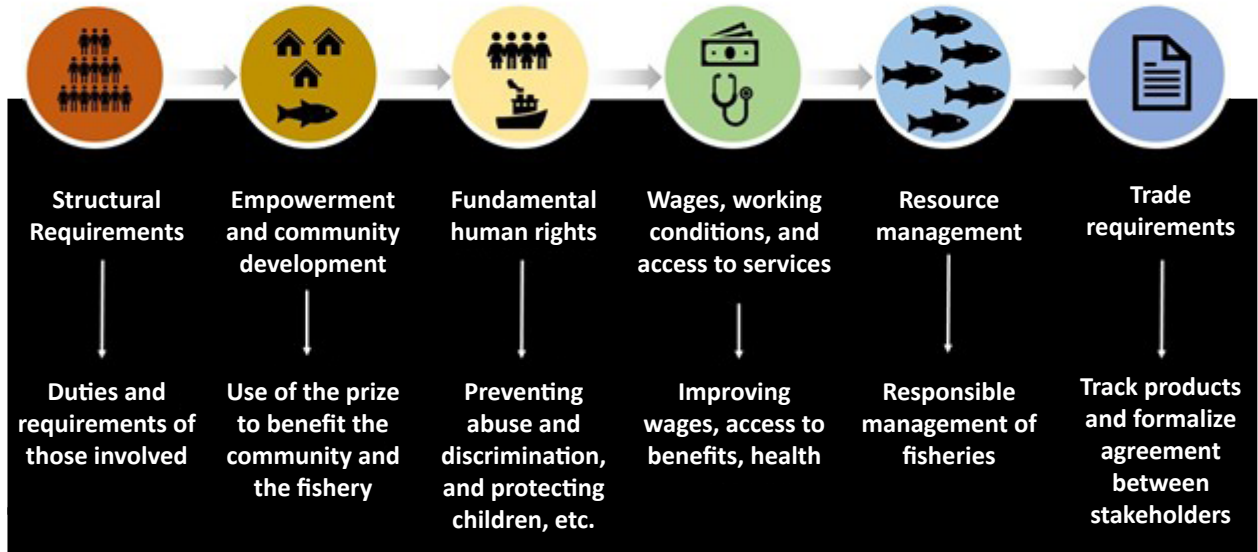 Structural
Requirements
Empowerment
and community
development
Fundamental
human rights
Wages, working
conditions, and
access to services
Resource
management
Trade
requirements
Duties and
requirements of
those involved
Use of the prize
to benefit the
community and
the fishery
Preventing
abuse and
discrimination,
and protecting
children, etc.
Improving
wages, access to
benefits, health
Responsible
management of
fisheries
Track products
and formalize
agreement
between
stakeholders